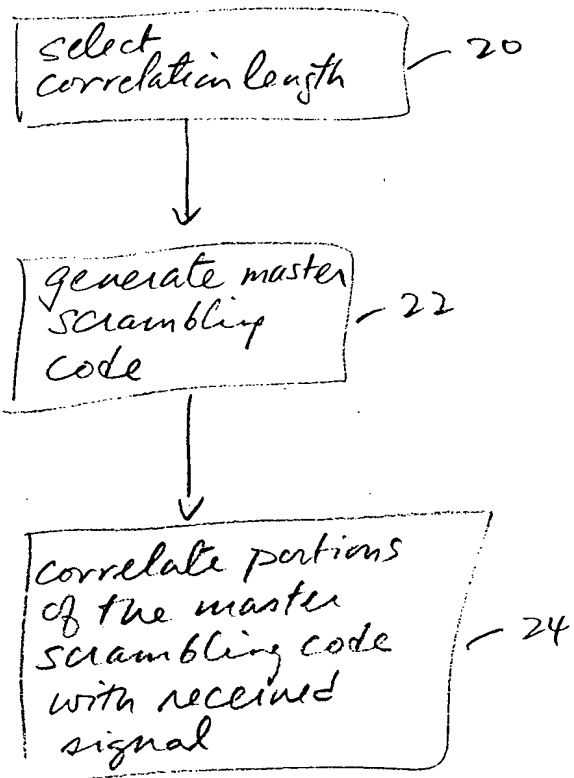 select
correlation length
20
generate master
scrambling
code
22
correlate portions
of the master
scrambling code
with received
signal
24